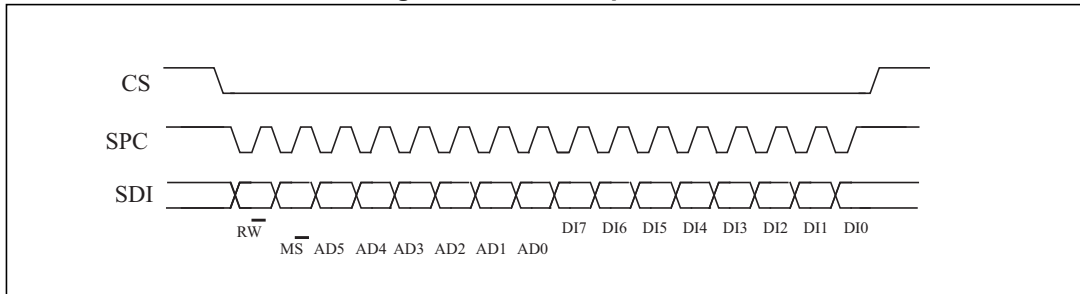 CS
SPC
SDI
RW̅
DI7 DI6 DI5 DI4 DI3 DI2 DI1 DI0
MS̅ AD5 AD4 AD3 AD2 AD1 AD0